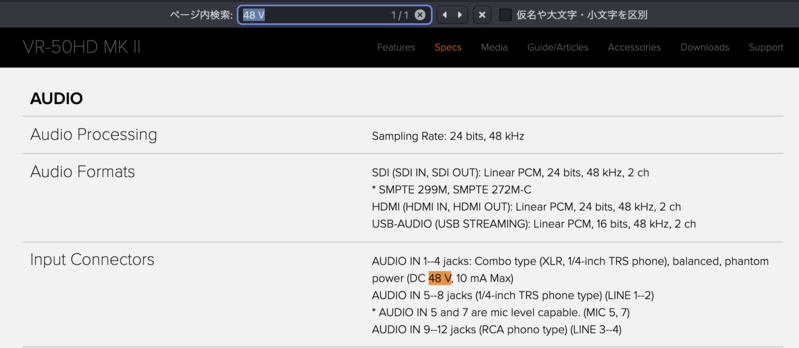 ページ内検索: 48 V 1 / 1 仮名や大文字・小文字を区別
VR-50HD MK II Features Specs Media Guide/Articles Accessories Downloads Support
AUDIO
Audio Processing
Sampling Rate: 24 bits, 48 kHz
Audio Formats
SDI (SDI IN, SDI OUT): Linear PCM, 24 bits, 48 kHz, 2 ch
* SMPTE 299M, SMPTE 272M-C
HDMI (HDMI IN, HDMI OUT): Linear PCM, 24 bits, 48 kHz, 2 ch
USB-AUDIO (USB STREAMING): Linear PCM, 16 bits, 48 kHz, 2 ch
Input Connectors
AUDIO IN 1--4 jacks: Combo type (XLR, 1/4-inch TRS phone), balanced, phantom
power (DC 48 V, 10 mA Max)
AUDIO IN 5--8 jacks (1/4-inch TRS phone type) (LINE 1--2)
* AUDIO IN 5 and 7 are mic level capable. (MIC 5, 7)
AUDIO IN 9--12 jacks (RCA phono type) (LINE 3--4)